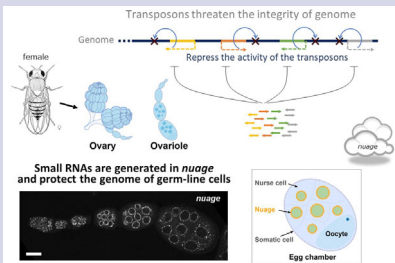 Transposons threaten the integrity of genome
Genome
female
Repress the activity of the transposons
Ovary
Ovariole
nuage
Small RNAs are generated in nuage
and protect the genome of germ-line cells
nuage
Nurse cell
Nuage
Somatic cell
Oocyte
Egg chamber